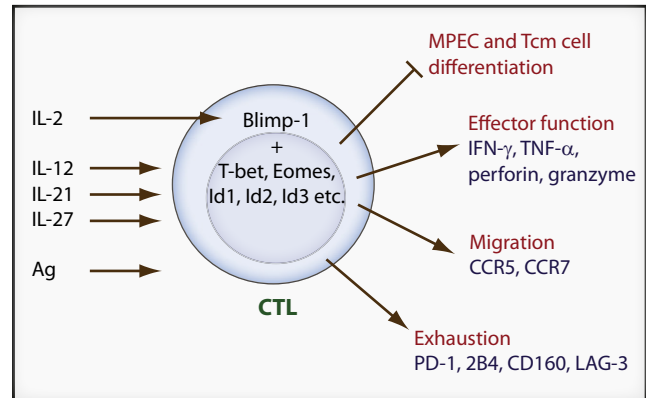 MPEC and Tcm cell
differentiation
IL-2
Blimp-1
+
T-bet, Eomes,
Id1, Id2, Id3 etc.
Effector function
IFN-γ, TNF-α,
perforin, granzyme
IL-12
IL-21
IL-27
Migration
CCR5, CCR7
Ag
CTL
Exhaustion
PD-1, 2B4, CD160, LAG-3